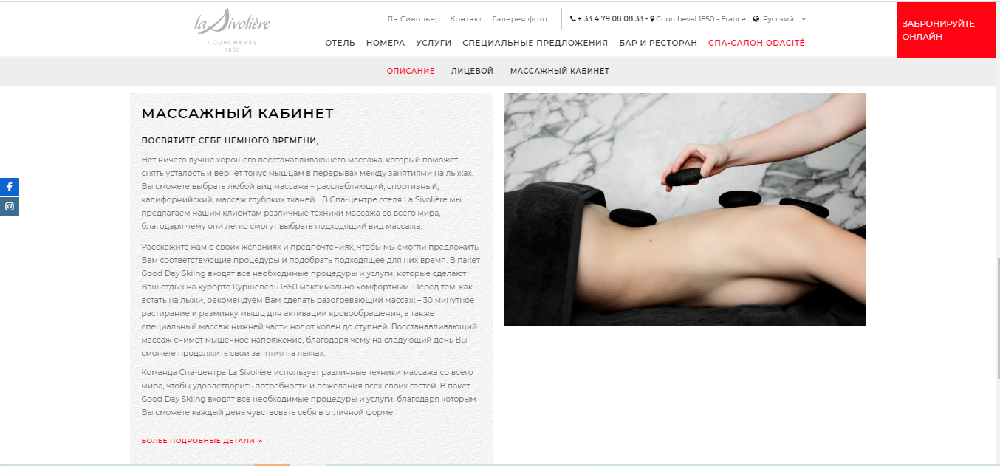 la Sivolière
COURCHEVEL
1850
Ла Сивольер Контакт Галерея фото
+ 33 4 79 08 08 33 - Courchevel 1850 - France Русский
ОТЕЛЬ НОМЕРА УСЛУГИ СПЕЦИАЛЬНЫЕ ПРЕДЛОЖЕНИЯ БАР И РЕСТОРАН СПА-САЛОН ODACITÉ
ЗАБРОНИРУЙТЕ
ОНЛАЙН
ОПИСАНИЕ ЛИЦЕВОЙ МАССАЖНЫЙ КАБИНЕТ
МАССАЖНЫЙ КАБИНЕТ
ПОСВЯТИТЕ СЕБЕ НЕМНОГО ВРЕМЕНИ,
Нет ничего лучше хорошего восстанавливающего массажа, который поможет
снять усталость и вернет тонус мышцам в перерывах между занятиями на лыжах.
Вы сможете выбрать любой вид массажа – расслабляющий, спортивный,
калифорнийский, массаж глубоких тканей... В Спа-центре отеля La Sivolière мы
предлагаем нашим клиентам различные техники массажа со всего мира,
благодаря чему они легко смогут выбрать подходящий вид массажа.
Расскажите нам о своих желаниях и предпочтениях, чтобы мы смогли предложить
Вам соответствующие процедуры и подобрать подходящее для них время. В пакет
Good Day Skiing входят все необходимые процедуры и услуги, которые сделают
Ваш отдых на курорте Куршевель 1850 максимально комфортным. Перед тем, как
встать на лыжи, рекомендуем Вам сделать разогревающий массаж – 30 минутное
растирание и разминку мышц для активации кровообращения, а также
специальный массаж нижней части ног от колен до ступней. Восстанавливающий
массаж снимет мышечное напряжение, благодаря чему на следующий день Вы
сможете продолжить свои занятия на лыжах.
Команда Спа-центра La Sivolière использует различные техники массажа со всего
мира, чтобы удовлетворить потребности и пожелания всех своих гостей. В пакет
Good Day Skiing входят все необходимые процедуры и услуги, благодаря которым
Вы сможете каждый день чувствовать себя в отличной форме.
БОЛЕЕ ПОДРОБНЫЕ ДЕТАЛИ